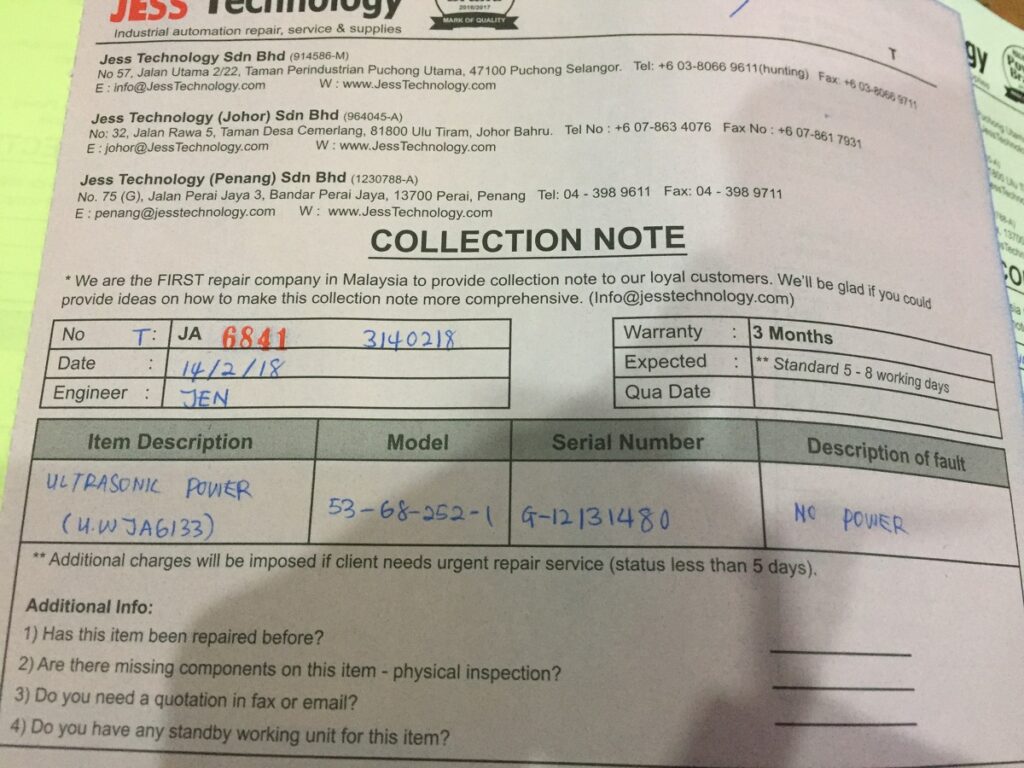 JESS Technology
2016/2017
MARK OF QUALITY
Industrial automation repair, service & supplies
T
Jess Technology Sdn Bhd (914586-M)
No 57, Jalan Utama 2/22, Taman Perindustrian Puchong Utama, 47100 Puchong Selangor. Tel: +6 03-8066 9611(hunting) Fax: +6 03-8066 9711
E : info@JessTechnology.com W : www.JessTechnology.com
Jess Technology (Johor) Sdn Bhd (964045-A)
No: 32, Jalan Rawa 5, Taman Desa Cemerlang, 81800 Ulu Tiram, Johor Bahru. Tel No : +6 07-863 4076 Fax No : +6 07-861 7931
E : johor@JessTechnology.com W : www.JessTechnology.com
Jess Technology (Penang) Sdn Bhd (1230788-A)
No. 75 (G), Jalan Perai Jaya 3, Bandar Perai Jaya, 13700 Perai, Penang Tel: 04 - 398 9611 Fax: 04 - 398 9711
E : penang@jesstechnology.com W : www.JessTechnology.com
COLLECTION NOTE
* We are the FIRST repair company in Malaysia to provide collection note to our loyal customers. We'll be glad if you could
provide ideas on how to make this collection note more comprehensive. (Info@jesstechnology.com)
No T: JA 6841 3140218
Date : 14/2/18
Engineer : JEN
Warranty : 3 Months
Expected : ** Standard 5 - 8 working days
Qua Date
Item Description Model Serial Number Description of fault
ULTRASONIC POWER 53-68-252-1 G-12131480 NO POWER
(U.W JA6133)
** Additional charges will be imposed if client needs urgent repair service (status less than 5 days).
Additional Info:
1) Has this item been repaired before?
2) Are there missing components on this item - physical inspection?
3) Do you need a quotation in fax or email?
4) Do you have any standby working unit for this item?